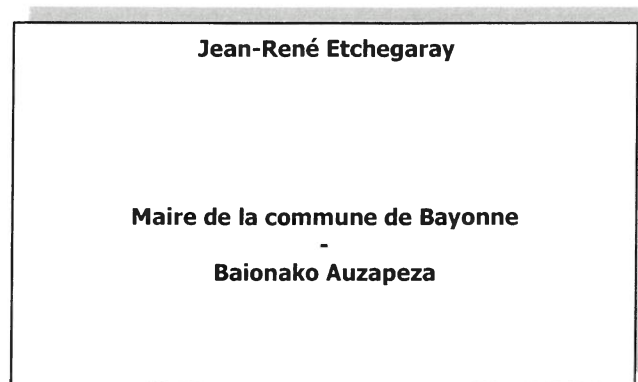 Jean-René Etchegaray
Maire de la commune de Bayonne
-
Baionako Auzapeza